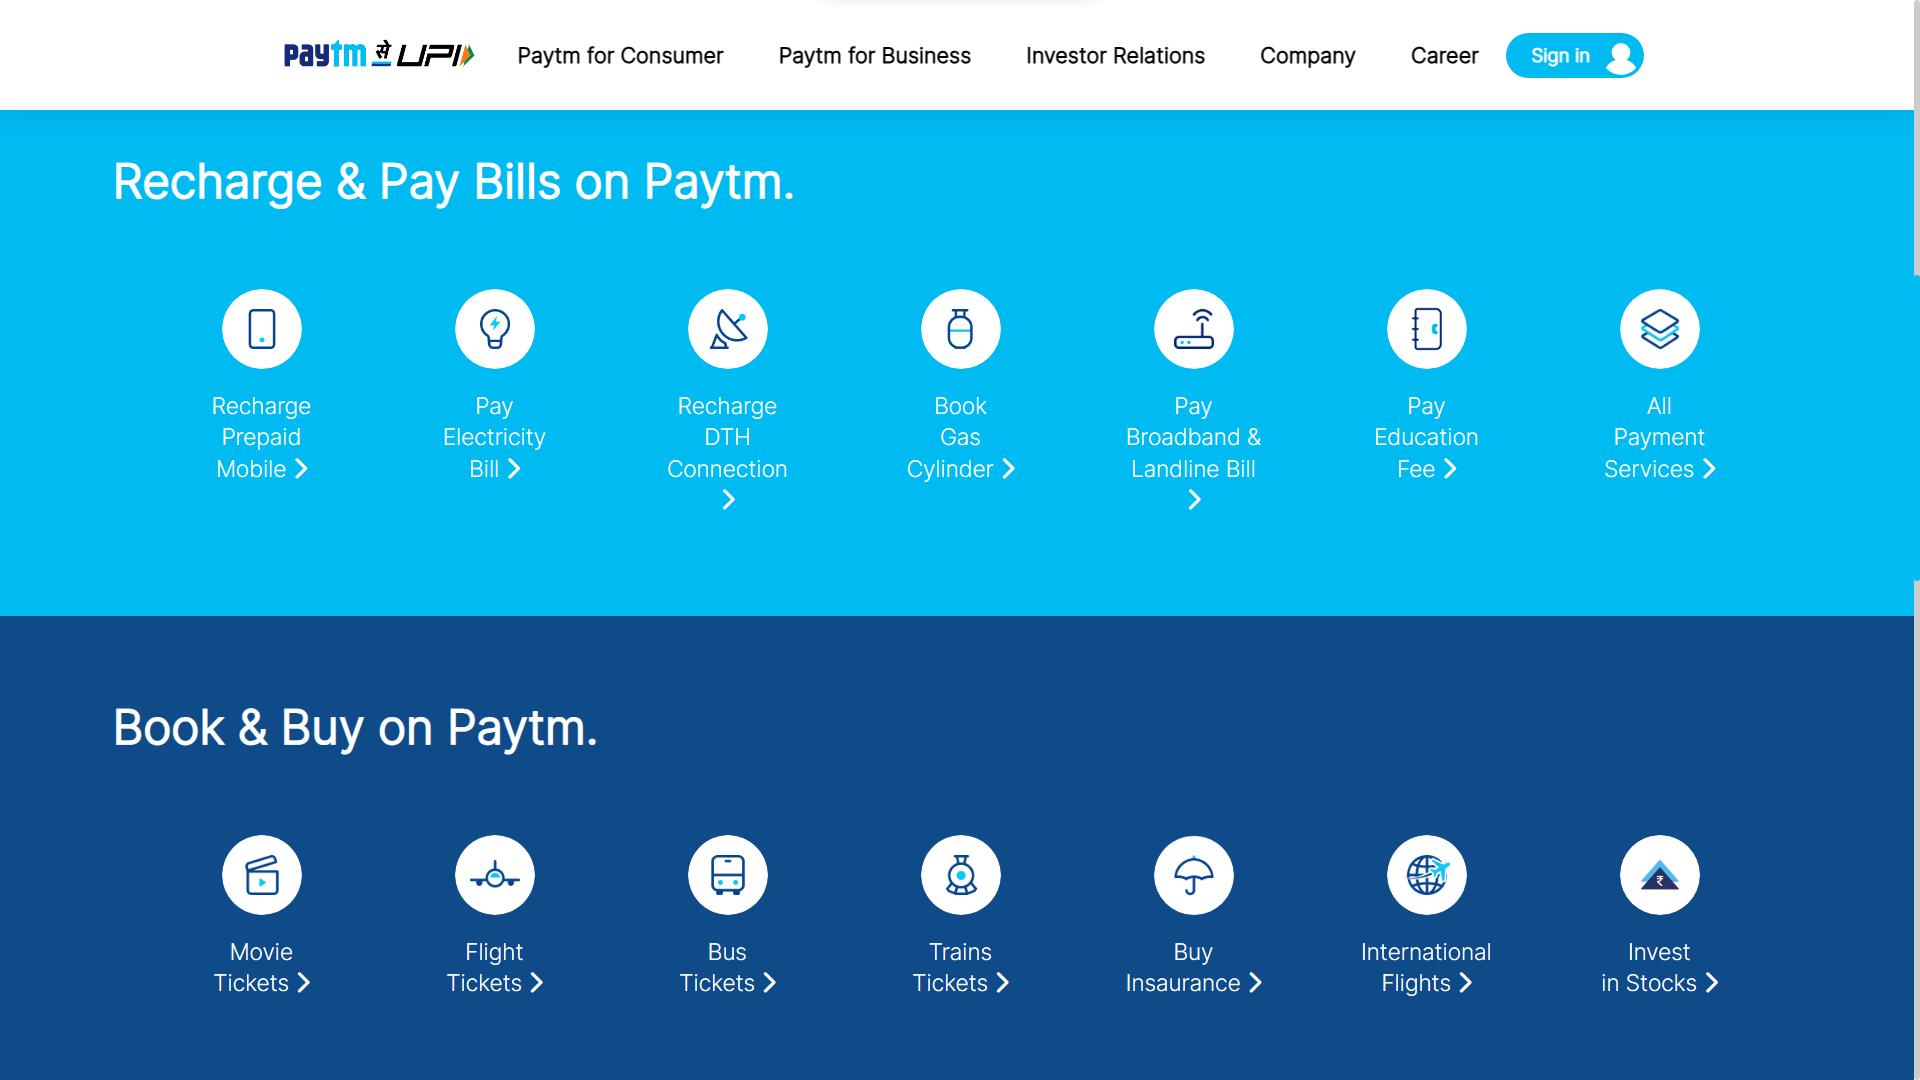 paytm से UPI
Paytm for Consumer
Paytm for Business
Investor Relations
Company
Career
Sign in
Recharge & Pay Bills on Paytm.
Recharge
Prepaid
Mobile
Pay
Electricity
Bill
Recharge
DTH
Connection
Book
Gas
Cylinder
Pay
Broadband &
Landline Bill
Pay
Education
Fee
All
Payment
Services
Book & Buy on Paytm.
Movie
Tickets
Flight
Tickets
Bus
Tickets
Trains
Tickets
Buy
Insaurance
International
Flights
₹
Invest
in Stocks